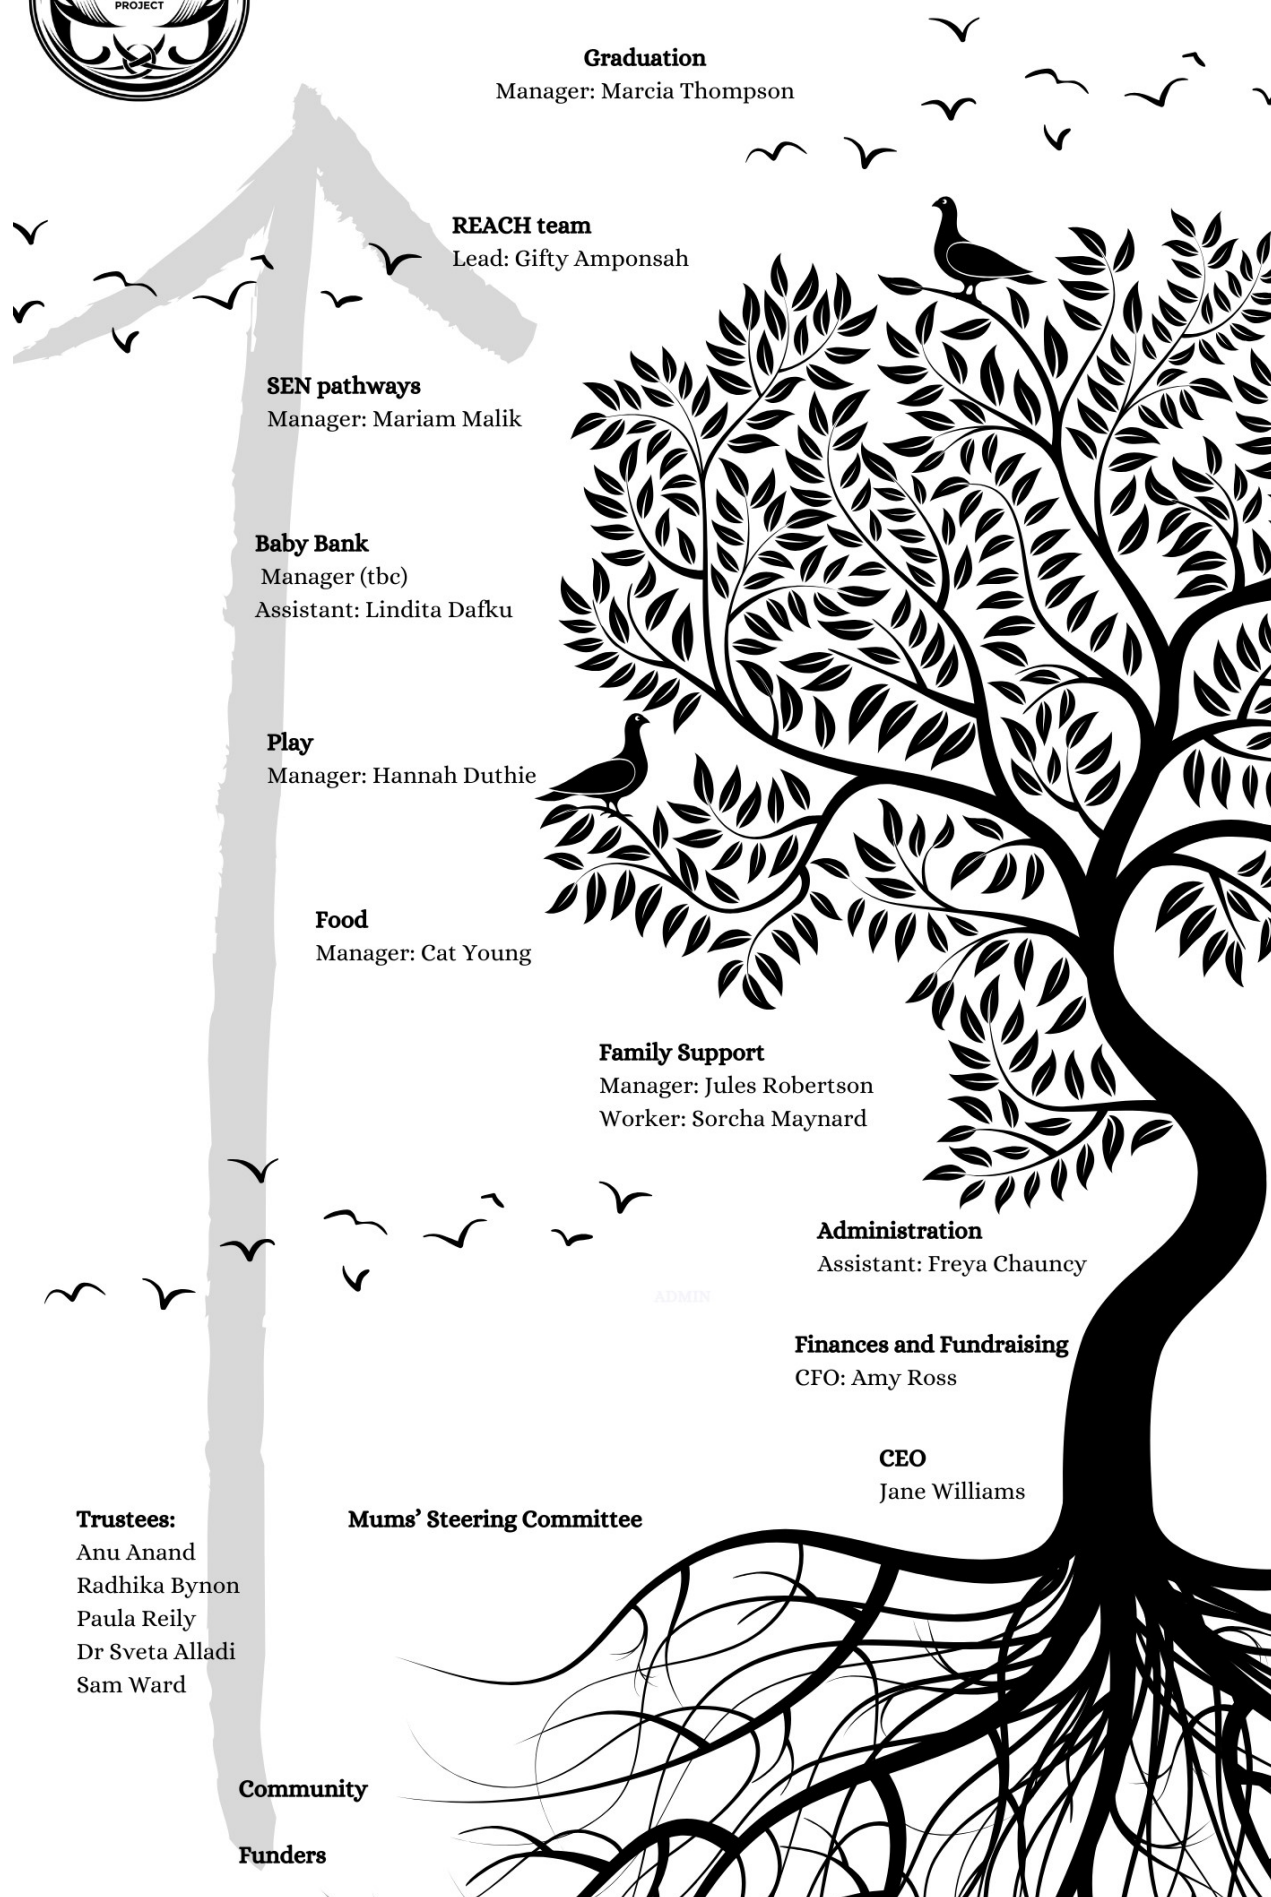 PROJECT
Graduation
Manager: Marcia Thompson
REACH team
Lead: Gifty Amponsah
SEN pathways
Manager: Mariam Malik
Baby Bank
Manager (tbc)
Assistant: Lindita Dafku
Play
Manager: Hannah Duthie
Food
Manager: Cat Young
Family Support
Manager: Jules Robertson
Worker: Sorcha Maynard
Administration
Assistant: Freya Chauncy
ADMIN
Finances and Fundraising
CFO: Amy Ross
CEO
Jane Williams
Trustees:
Anu Anand
Radhika Bynon
Paula Reily
Dr Sveta Alladi
Sam Ward
Mums’ Steering Committee
Community
Funders